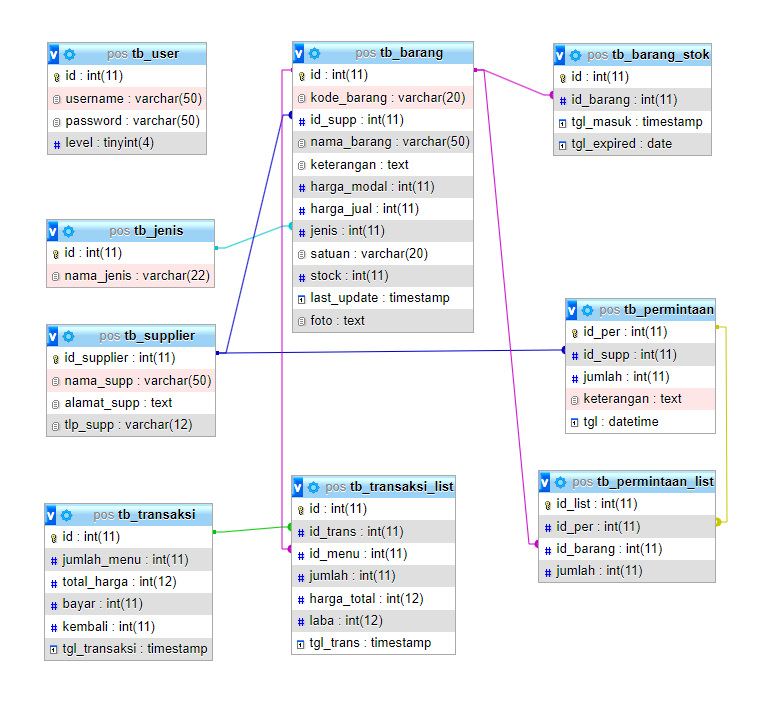 pos tb_user
id : int(11)
username : varchar(50)
password : varchar(50)
level : tinyint(4)
pos tb_barang
id : int(11)
kode_barang : varchar(20)
id_supp : int(11)
nama_barang : varchar(50)
keterangan : text
harga_modal : int(11)
harga_jual : int(11)
jenis : int(11)
satuan : varchar(20)
stock : int(11)
last_update : timestamp
foto : text
pos tb_barang_stok
id : int(11)
id_barang : int(11)
tgl_masuk : timestamp
tgl_expired : date
pos tb_jenis
id : int(11)
nama_jenis : varchar(22)
pos tb_supplier
id_supplier : int(11)
nama_supp : varchar(50)
alamat_supp : text
tlp_supp : varchar(12)
pos tb_permintaan
id_per : int(11)
id_supp : int(11)
jumlah : int(11)
keterangan : text
tgl : datetime
pos tb_transaksi
id : int(11)
jumlah_menu : int(11)
total_harga : int(12)
bayar : int(11)
kembali : int(11)
tgl_transaksi : timestamp
pos tb_transaksi_list
id : int(11)
id_trans : int(11)
id_menu : int(11)
jumlah : int(11)
harga_total : int(12)
laba : int(12)
tgl_trans : timestamp
pos tb_permintaan_list
id_list : int(11)
id_per : int(11)
id_barang : int(11)
jumlah : int(11)